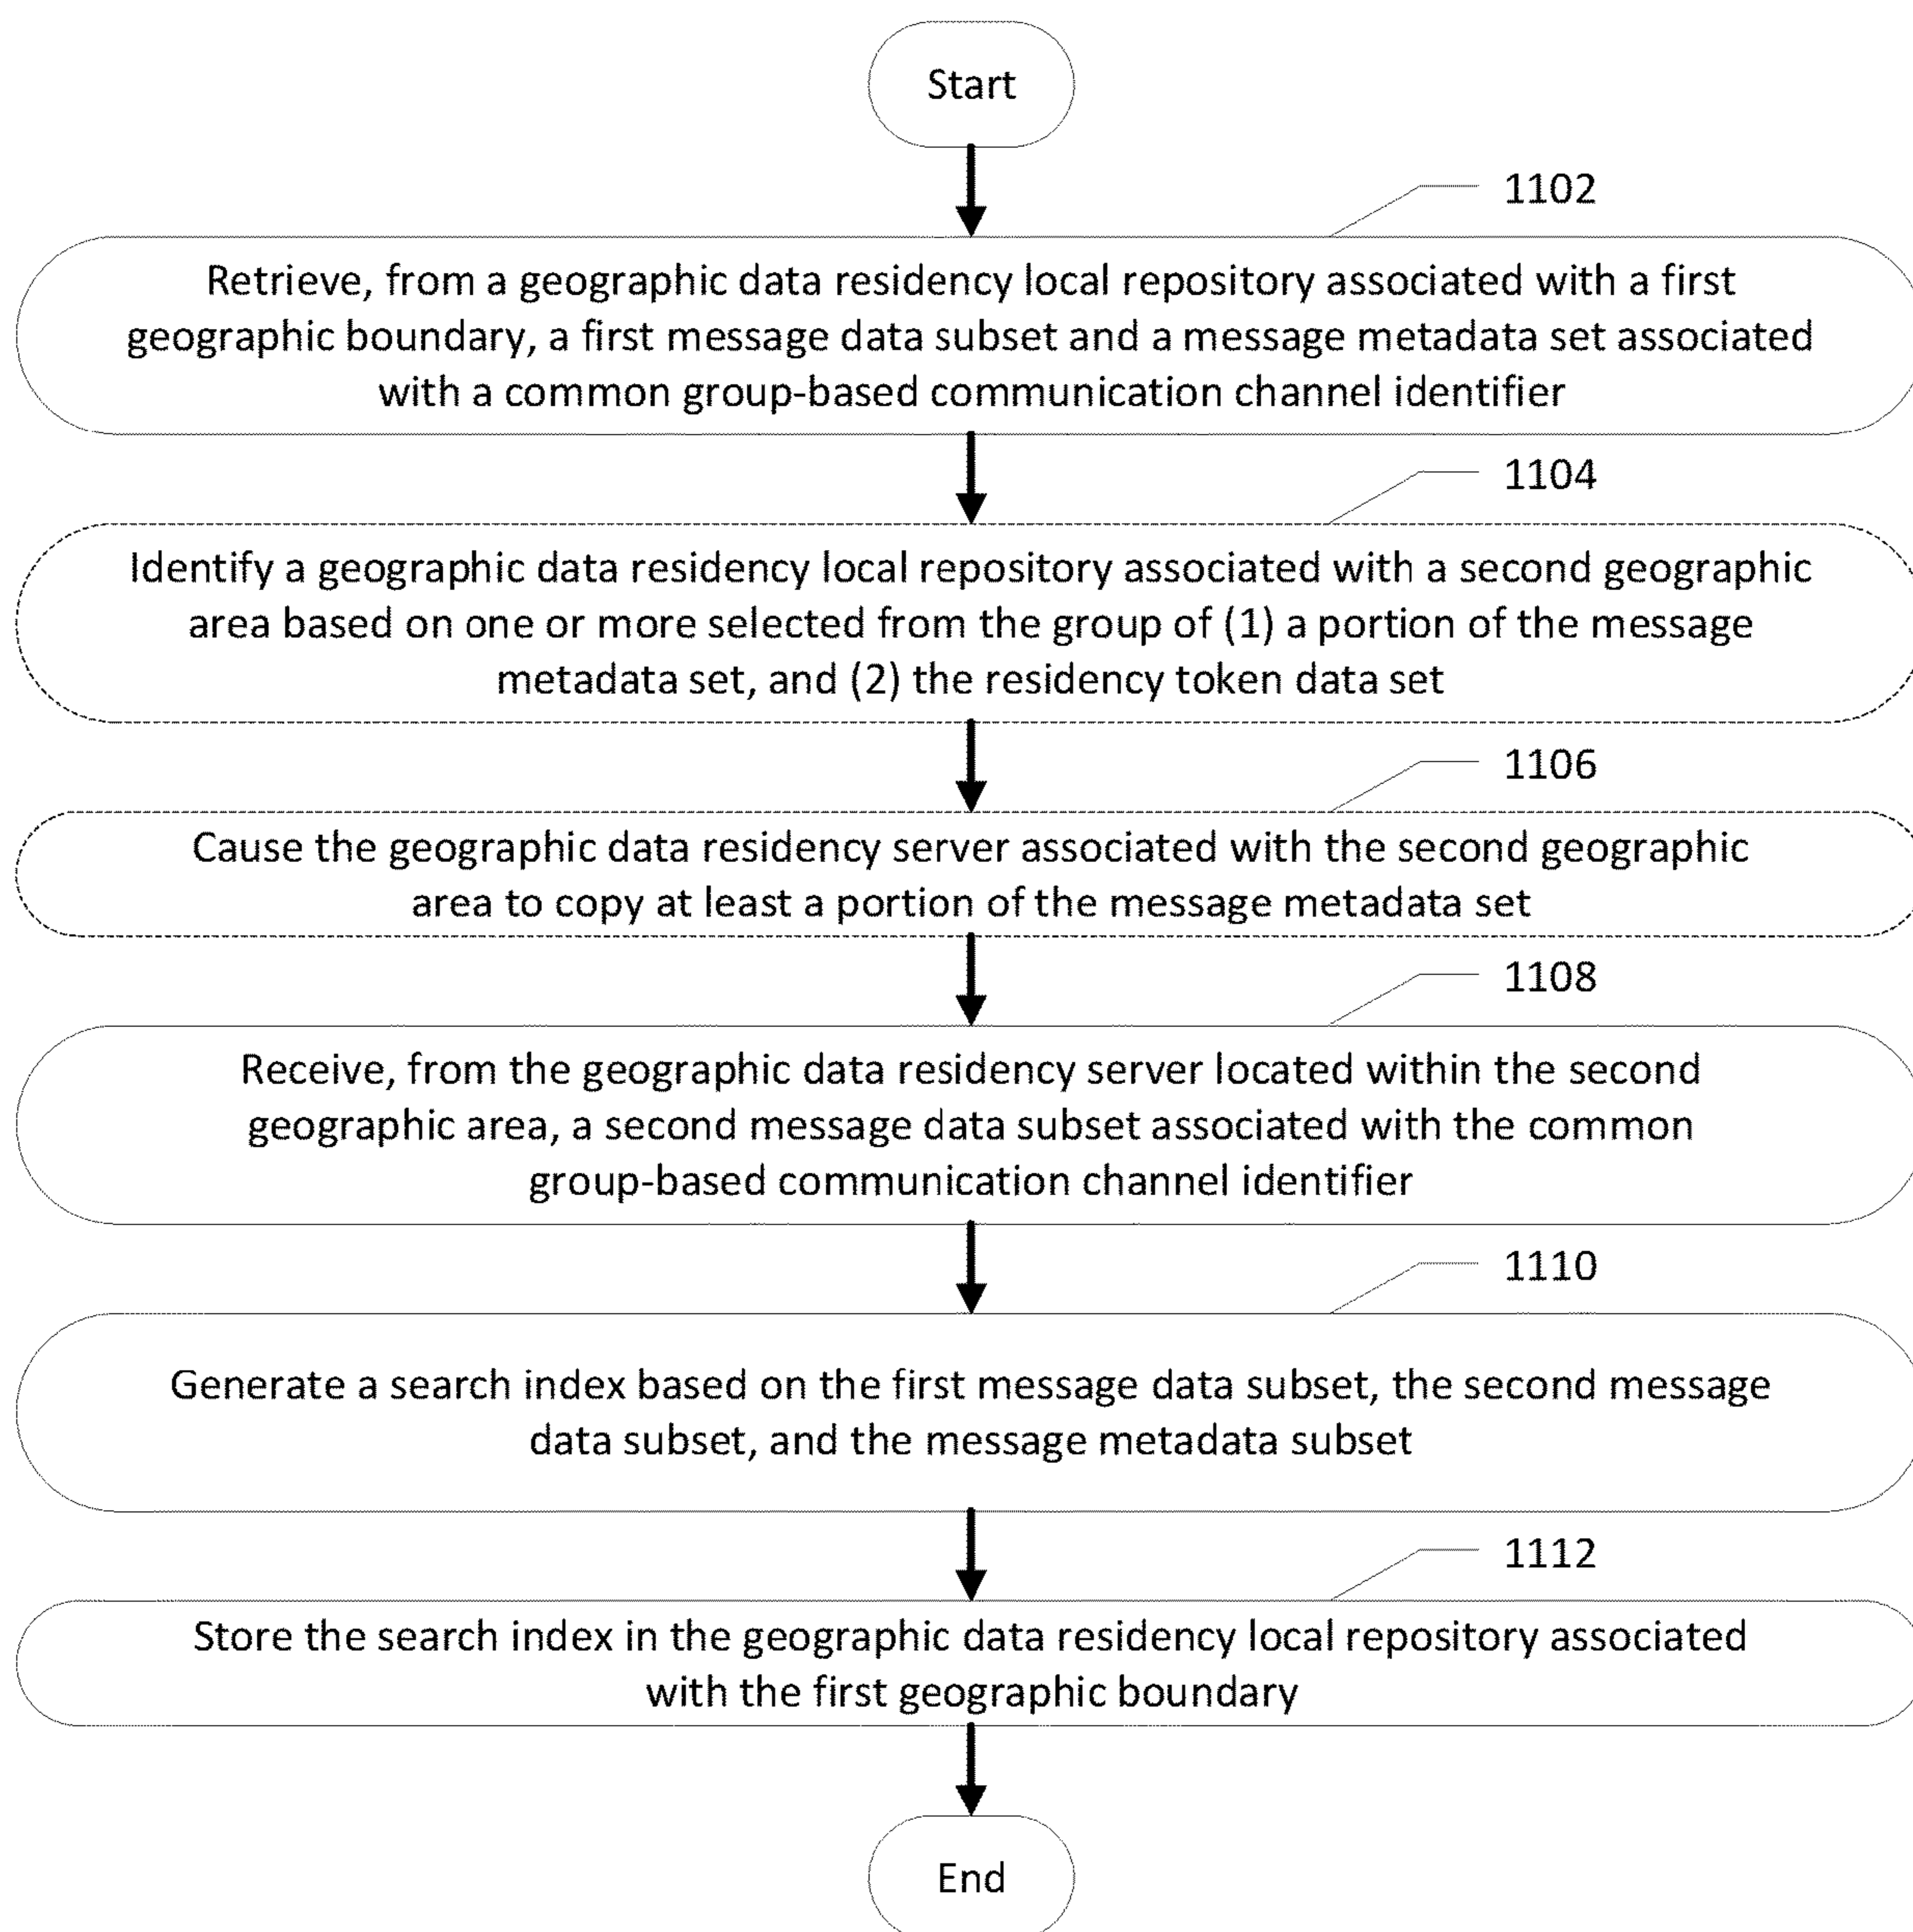 Start
1102
Retrieve, from a geographic data residency local repository associated with a first
geographic boundary, a first message data subset and a message metadata set associated
with a common group-based communication channel identifier
1104
Identify a geographic data residency local repository associated with a second geographic
area based on one or more selected from the group of (1) a portion of the message
metadata set, and (2) the residency token data set
1106
Cause the geographic data residency server associated with the second geographic
area to copy at least a portion of the message metadata set
1108
Receive, from the geographic data residency server located within the second
geographic area, a second message data subset associated with the common
group-based communication channel identifier
1110
Generate a search index based on the first message data subset, the second message
data subset, and the message metadata subset
1112
Store the search index in the geographic data residency local repository associated
with the first geographic boundary
End